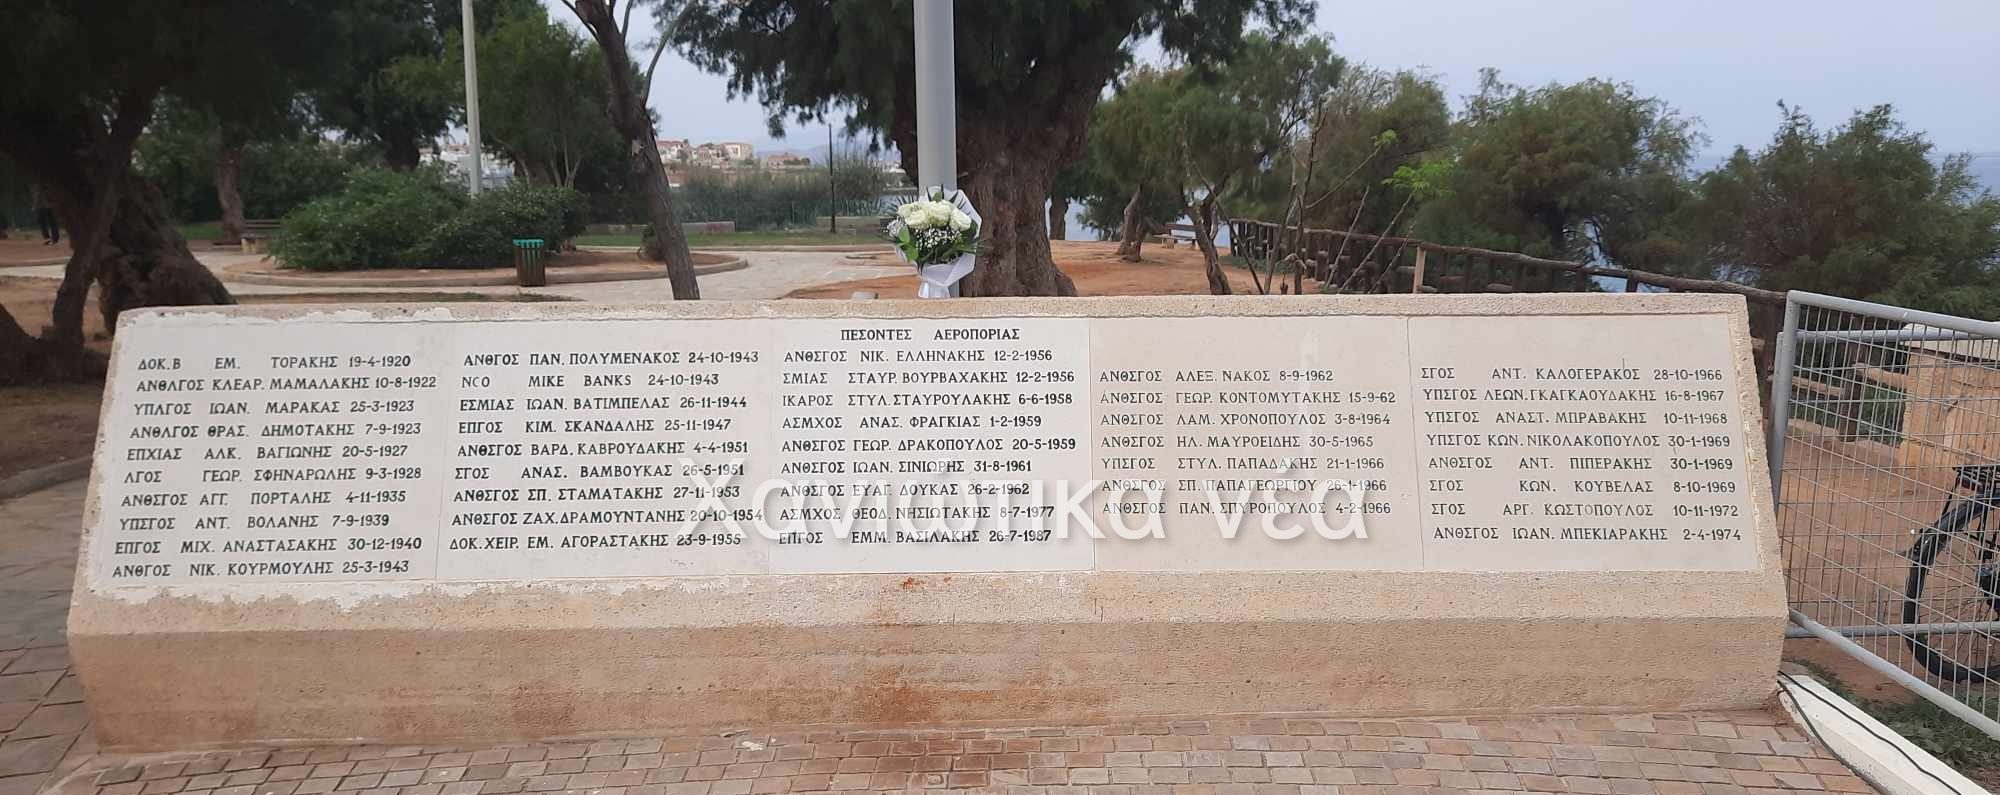 ΠΕΣΟΝΤΕΣ ΑΕΡΟΠΟΡΙΑΣ
ΔΟΚ.Β ΕΜ. ΤΟΡΑΚΗΣ 19-4-1920
ΑΝΘΛΓΟΣ ΚΛΕΑΡ. ΜΑΜΑΛΑΚΗΣ 10-8-1922
ΥΠΛΓΟΣ ΙΩΑΝ. ΜΑΡΑΚΑΣ 25-3-1923
ΑΝΘΛΓΟΣ ΘΡΑΣ. ΔΗΜΟΤΑΚΗΣ 7-9-1923
ΕΠΧΙΑΣ ΑΛΚ. ΒΑΓΙΩΝΗΣ 20-5-1927
ΛΓΟΣ ΓΕΩΡ. ΣΦΗΝΑΡΩΛΗΣ 9-3-1928
ΑΝΘΣΓΟΣ ΑΓΓ. ΠΟΡΤΑΛΗΣ 4-11-1935
ΥΠΣΓΟΣ ΑΝΤ. ΒΟΛΑΝΗΣ 7-9-1939
ΕΠΓΟΣ ΜΙΧ. ΑΝΑΣΤΑΣΑΚΗΣ 30-12-1940
ΑΝΘΓΟΣ ΝΙΚ. ΚΟΥΡΜΟΥΛΗΣ 25-3-1943
ΑΝΘΓΟΣ ΠΑΝ. ΠΟΛΥΜΕΝΑΚΟΣ 24-10-1943
NCO MIKE BANKS 24-10-1943
ΕΣΜΙΑΣ ΙΩΑΝ. ΒΑΤΙΜΠΕΛΑΣ 26-11-1944
ΕΠΓΟΣ ΚΙΜ. ΣΚΑΝΔΑΛΗΣ 25-11-1947
ΑΝΘΣΓΟΣ ΒΑΡΔ. ΚΑΒΡΟΥΔΑΚΗΣ 4-4-1951
ΣΓΟΣ ΑΝΑΣ. ΒΑΜΒΟΥΚΑΣ 26-5-1951
ΑΝΘΣΓΟΣ ΣΠ. ΣΤΑΜΑΤΑΚΗΣ 27-11-1953
ΑΝΘΣΓΟΣ ΖΑΧ. ΔΡΑΜΟΥΝΤΑΝΗΣ 20-10-1954
ΔΟΚ.ΧΕΙΡ. ΕΜ. ΑΓΟΡΑΣΤΑΚΗΣ 23-9-1955
ΑΝΘΣΓΟΣ ΝΙΚ. ΕΛΛΗΝΑΚΗΣ 12-2-1956
ΣΜΙΑΣ ΣΤΑΥΡ. ΒΟΥΡΒΑΧΑΚΗΣ 12-2-1956
ΙΚΑΡΟΣ ΣΤΥΛ. ΣΤΑΥΡΟΥΛΑΚΗΣ 6-6-1958
ΑΣΜΧΟΣ ΑΝΑΣ. ΦΡΑΓΚΙΑΣ 1-2-1959
ΑΝΘΣΓΟΣ ΓΕΩΡ. ΔΡΑΚΟΠΟΥΛΟΣ 20-5-1959
ΑΝΘΣΓΟΣ ΙΩΑΝ. ΣΙΝΙΩΡΗΣ 31-8-1961
ΑΝΘΣΓΟΣ ΕΥΑΓ. ΔΟΥΚΑΣ 26-2-1962
ΑΣΜΧΟΣ ΘΕΟΔ. ΝΗΣΙΩΤΑΚΗΣ 8-7-1977
ΕΠΓΟΣ ΕΜΜ. ΒΑΣΙΛΑΚΗΣ 26-7-1987
ΑΝΘΣΓΟΣ ΑΛΕΞ. ΝΑΚΟΣ 8-9-1962
ΑΝΘΣΓΟΣ ΓΕΩΡ. ΚΟΝΤΟΜΥΤΑΚΗΣ 15-9-62
ΑΝΘΣΓΟΣ ΛΑΜ. ΧΡΟΝΟΠΟΥΛΟΣ 3-8-1964
ΑΝΘΣΓΟΣ ΗΛ. ΜΑΥΡΟΕΙΔΗΣ 30-5-1965
ΥΠΣΓΟΣ ΣΤΥΛ. ΠΑΠΑΔΑΚΗΣ 21-1-1966
ΑΝΘΣΓΟΣ ΣΠ. ΠΑΠΑΓΕΩΡΓΙΟΥ 26-1-1966
ΑΝΘΣΓΟΣ ΠΑΝ. ΣΠΥΡΟΠΟΥΛΟΣ 4-2-1966
ΣΓΟΣ ΑΝΤ. ΚΑΛΟΓΕΡΑΚΟΣ 28-10-1966
ΥΠΣΓΟΣ ΛΕΩΝ. ΓΚΑΓΚΑΟΥΔΑΚΗΣ 16-8-1967
ΥΠΣΓΟΣ ΑΝΑΣΤ. ΜΠΡΑΒΑΚΗΣ 10-11-1968
ΥΠΣΓΟΣ ΚΩΝ. ΝΙΚΟΛΑΚΟΠΟΥΛΟΣ 30-1-1969
ΑΝΘΣΓΟΣ ΑΝΤ. ΠΙΠΕΡΑΚΗΣ 30-1-1969
ΣΓΟΣ ΚΩΝ. ΚΟΥΒΕΛΑΣ 8-10-1969
ΣΓΟΣ ΑΡΓ. ΚΩΣΤΟΠΟΥΛΟΣ 10-11-1972
ΑΝΘΣΓΟΣ ΙΩΑΝ. ΜΠΕΚΙΑΡΑΚΗΣ 2-4-1974
Χανιώτικα νέα